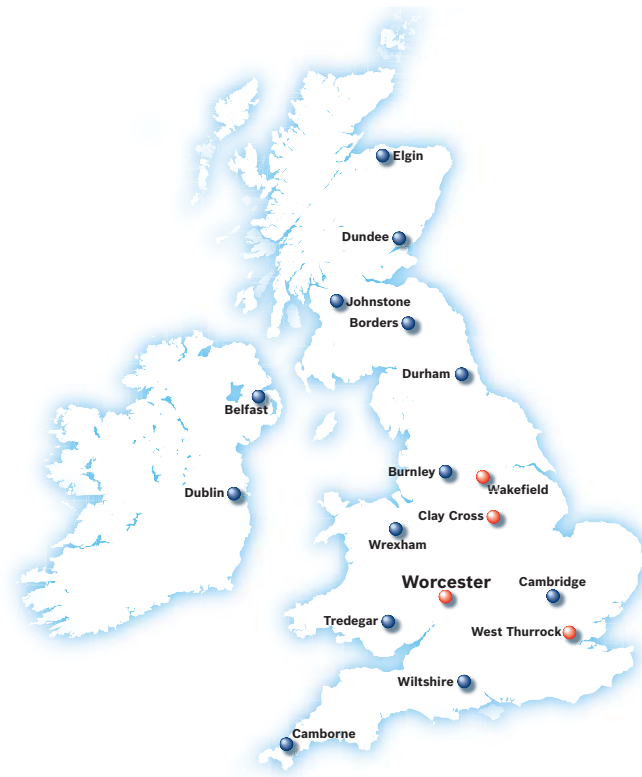 Elgin
Dundee
Johnstone
Borders
Durham
Belfast
Burnley
Wakefield
Dublin
Clay Cross
Wrexham
Worcester
Cambridge
Tredegar
West Thurrock
Wiltshire
Camborne